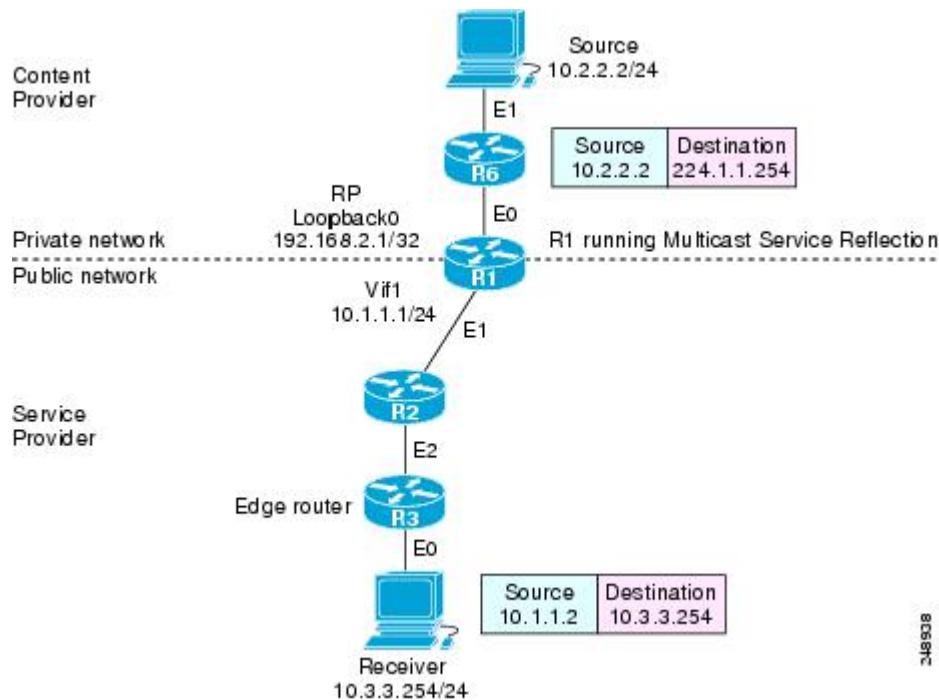 Source
10.2.2.2/24
Content
Provider
E1
Source
10.2.2.2
Destination
224.1.1.254
R6
RP
Loopback0
192.168.2.1/32
E0
Private network
R1 running Multicast Service Reflection
Public network
R1
Vif1
10.1.1.1/24
E1
R2
Service
Provider
E2
Edge router
R3
E0
Source
10.1.1.2
Destination
10.3.3.254
Receiver
10.3.3.254/24
248938